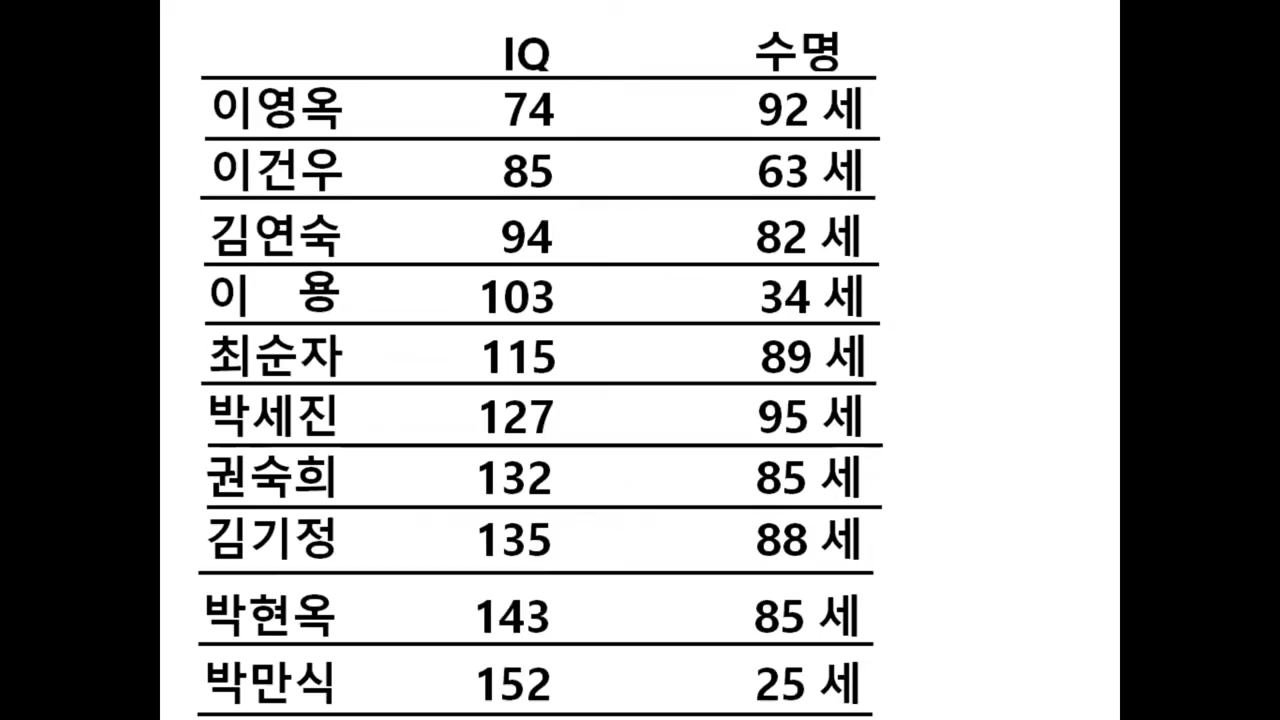 IQ 수명
이영옥 74 92 세
이건우 85 63 세
김연숙 94 82 세
이 용 103 34 세
최순자 115 89 세
박세진 127 95 세
권숙희 132 85 세
김기정 135 88 세
박현옥 143 85 세
박만식 152 25 세